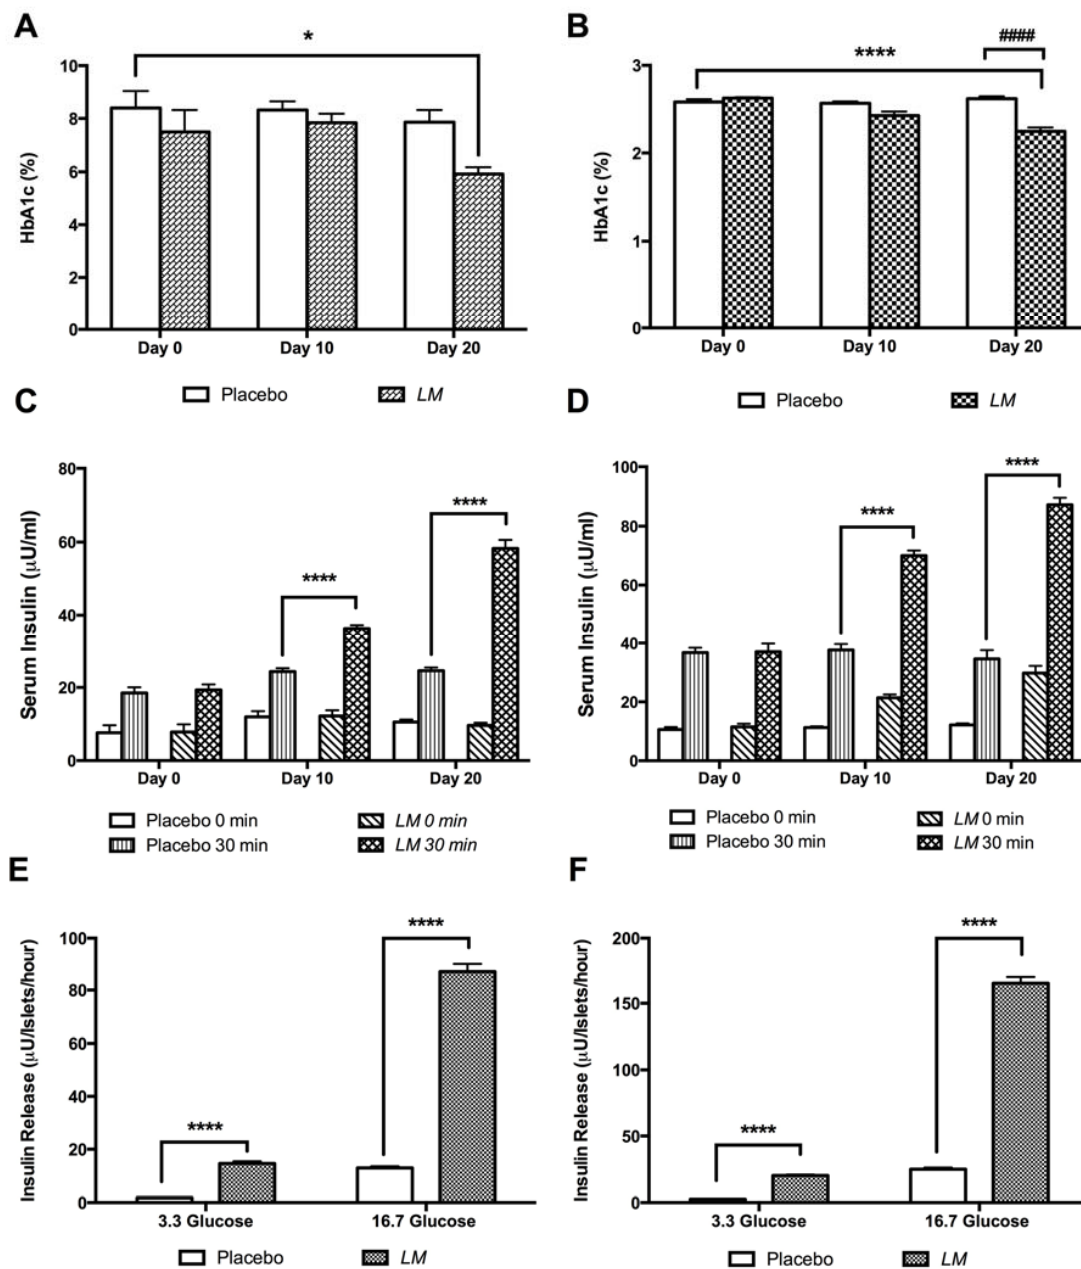 A
*
HbA1c (%)
10
8
6
4
2
0
Day 0 Day 10 Day 20
Placebo LM
B
####
****
HbA1c (%)
3
2
1
0
Day 0 Day 10 Day 20
Placebo LM
C
Serum Insulin (μU/ml)
80
60
40
20
0
****
****
Day 0 Day 10 Day 20
Placebo 0 min LM 0 min
Placebo 30 min LM 30 min
D
Serum Insulin (μU/ml)
100
80
60
40
20
0
****
****
Day 0 Day 10 Day 20
Placebo 0 min LM 0 min
Placebo 30 min LM 30 min
E
Insulin Release (μU/Islets/hour)
100
80
60
40
20
0
****
****
3.3 Glucose 16.7 Glucose
Placebo LM
F
Insulin Release (μU/Islets/hour)
200
150
100
50
0
****
****
3.3 Glucose 16.7 Glucose
Placebo LM